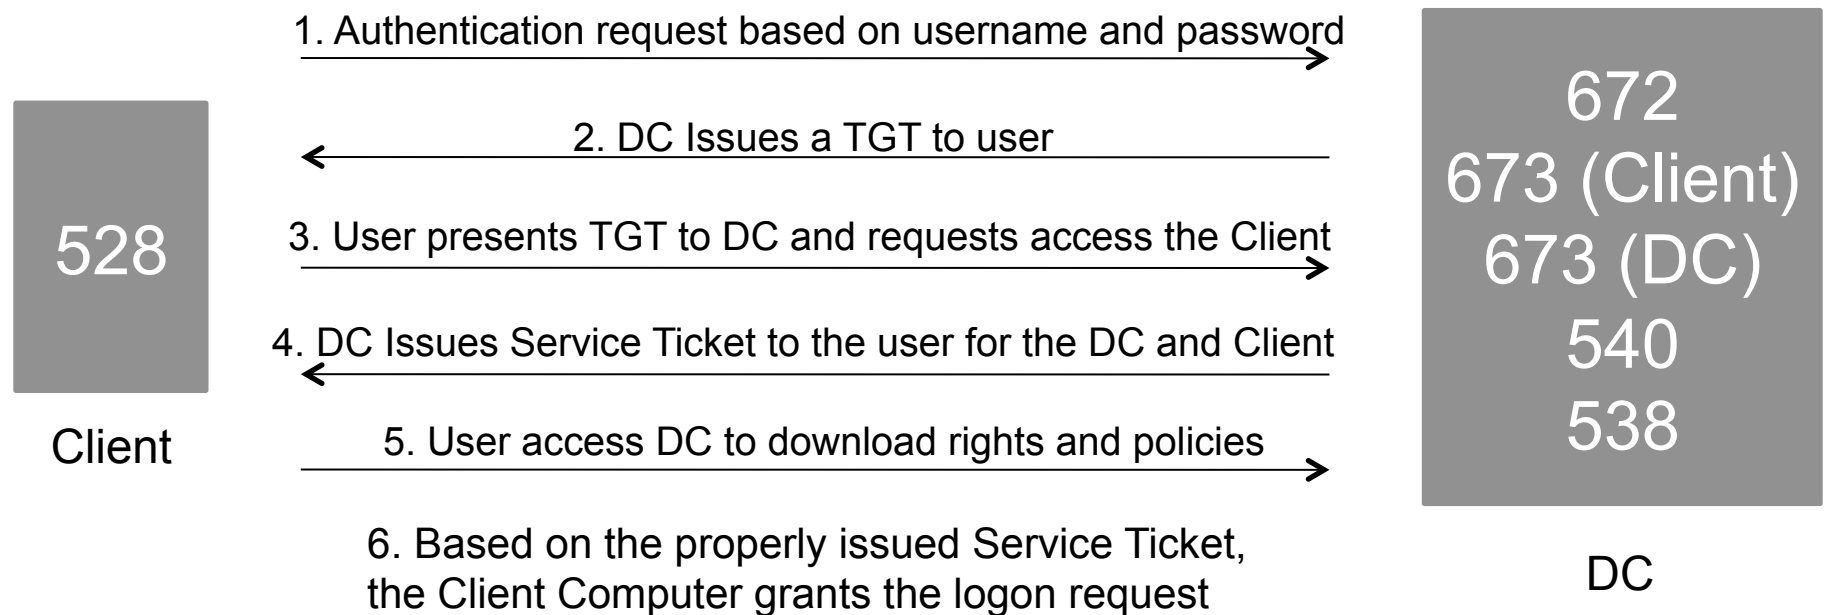 1. Authentication request based on username and password
2. DC Issues a TGT to user
3. User presents TGT to DC and requests access the Client
4. DC Issues Service Ticket to the user for the DC and Client
5. User access DC to download rights and policies
6. Based on the properly issued Service Ticket,
the Client Computer grants the logon request
528
Client
672
673 (Client)
673 (DC)
540
538
DC